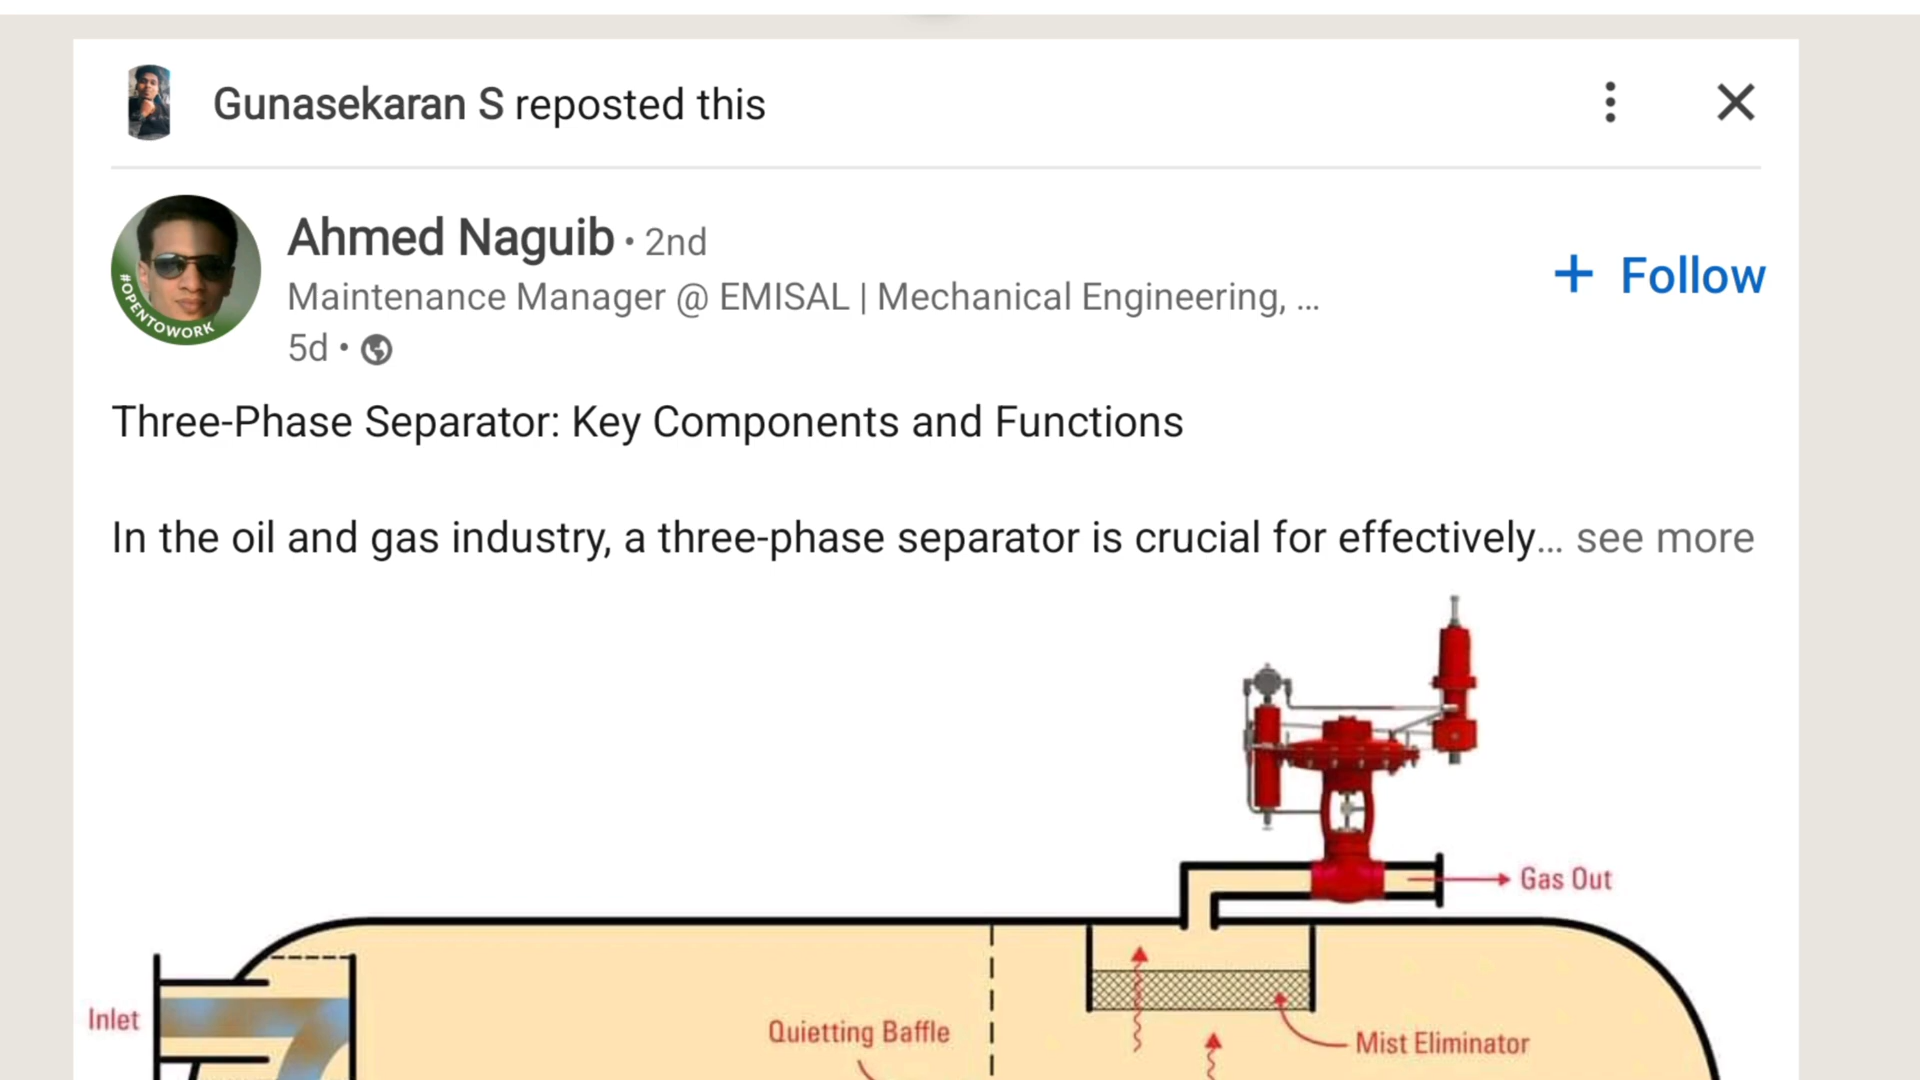 Gunasekaran S reposted this
Ahmed Naguib • 2nd
Maintenance Manager @ EMISAL | Mechanical Engineering, ...
5d •
+ Follow
#OPENTOWORK
Three-Phase Separator: Key Components and Functions
In the oil and gas industry, a three-phase separator is crucial for effectively... see more
Gas Out
Inlet
Quietting Baffle
Mist Eliminator